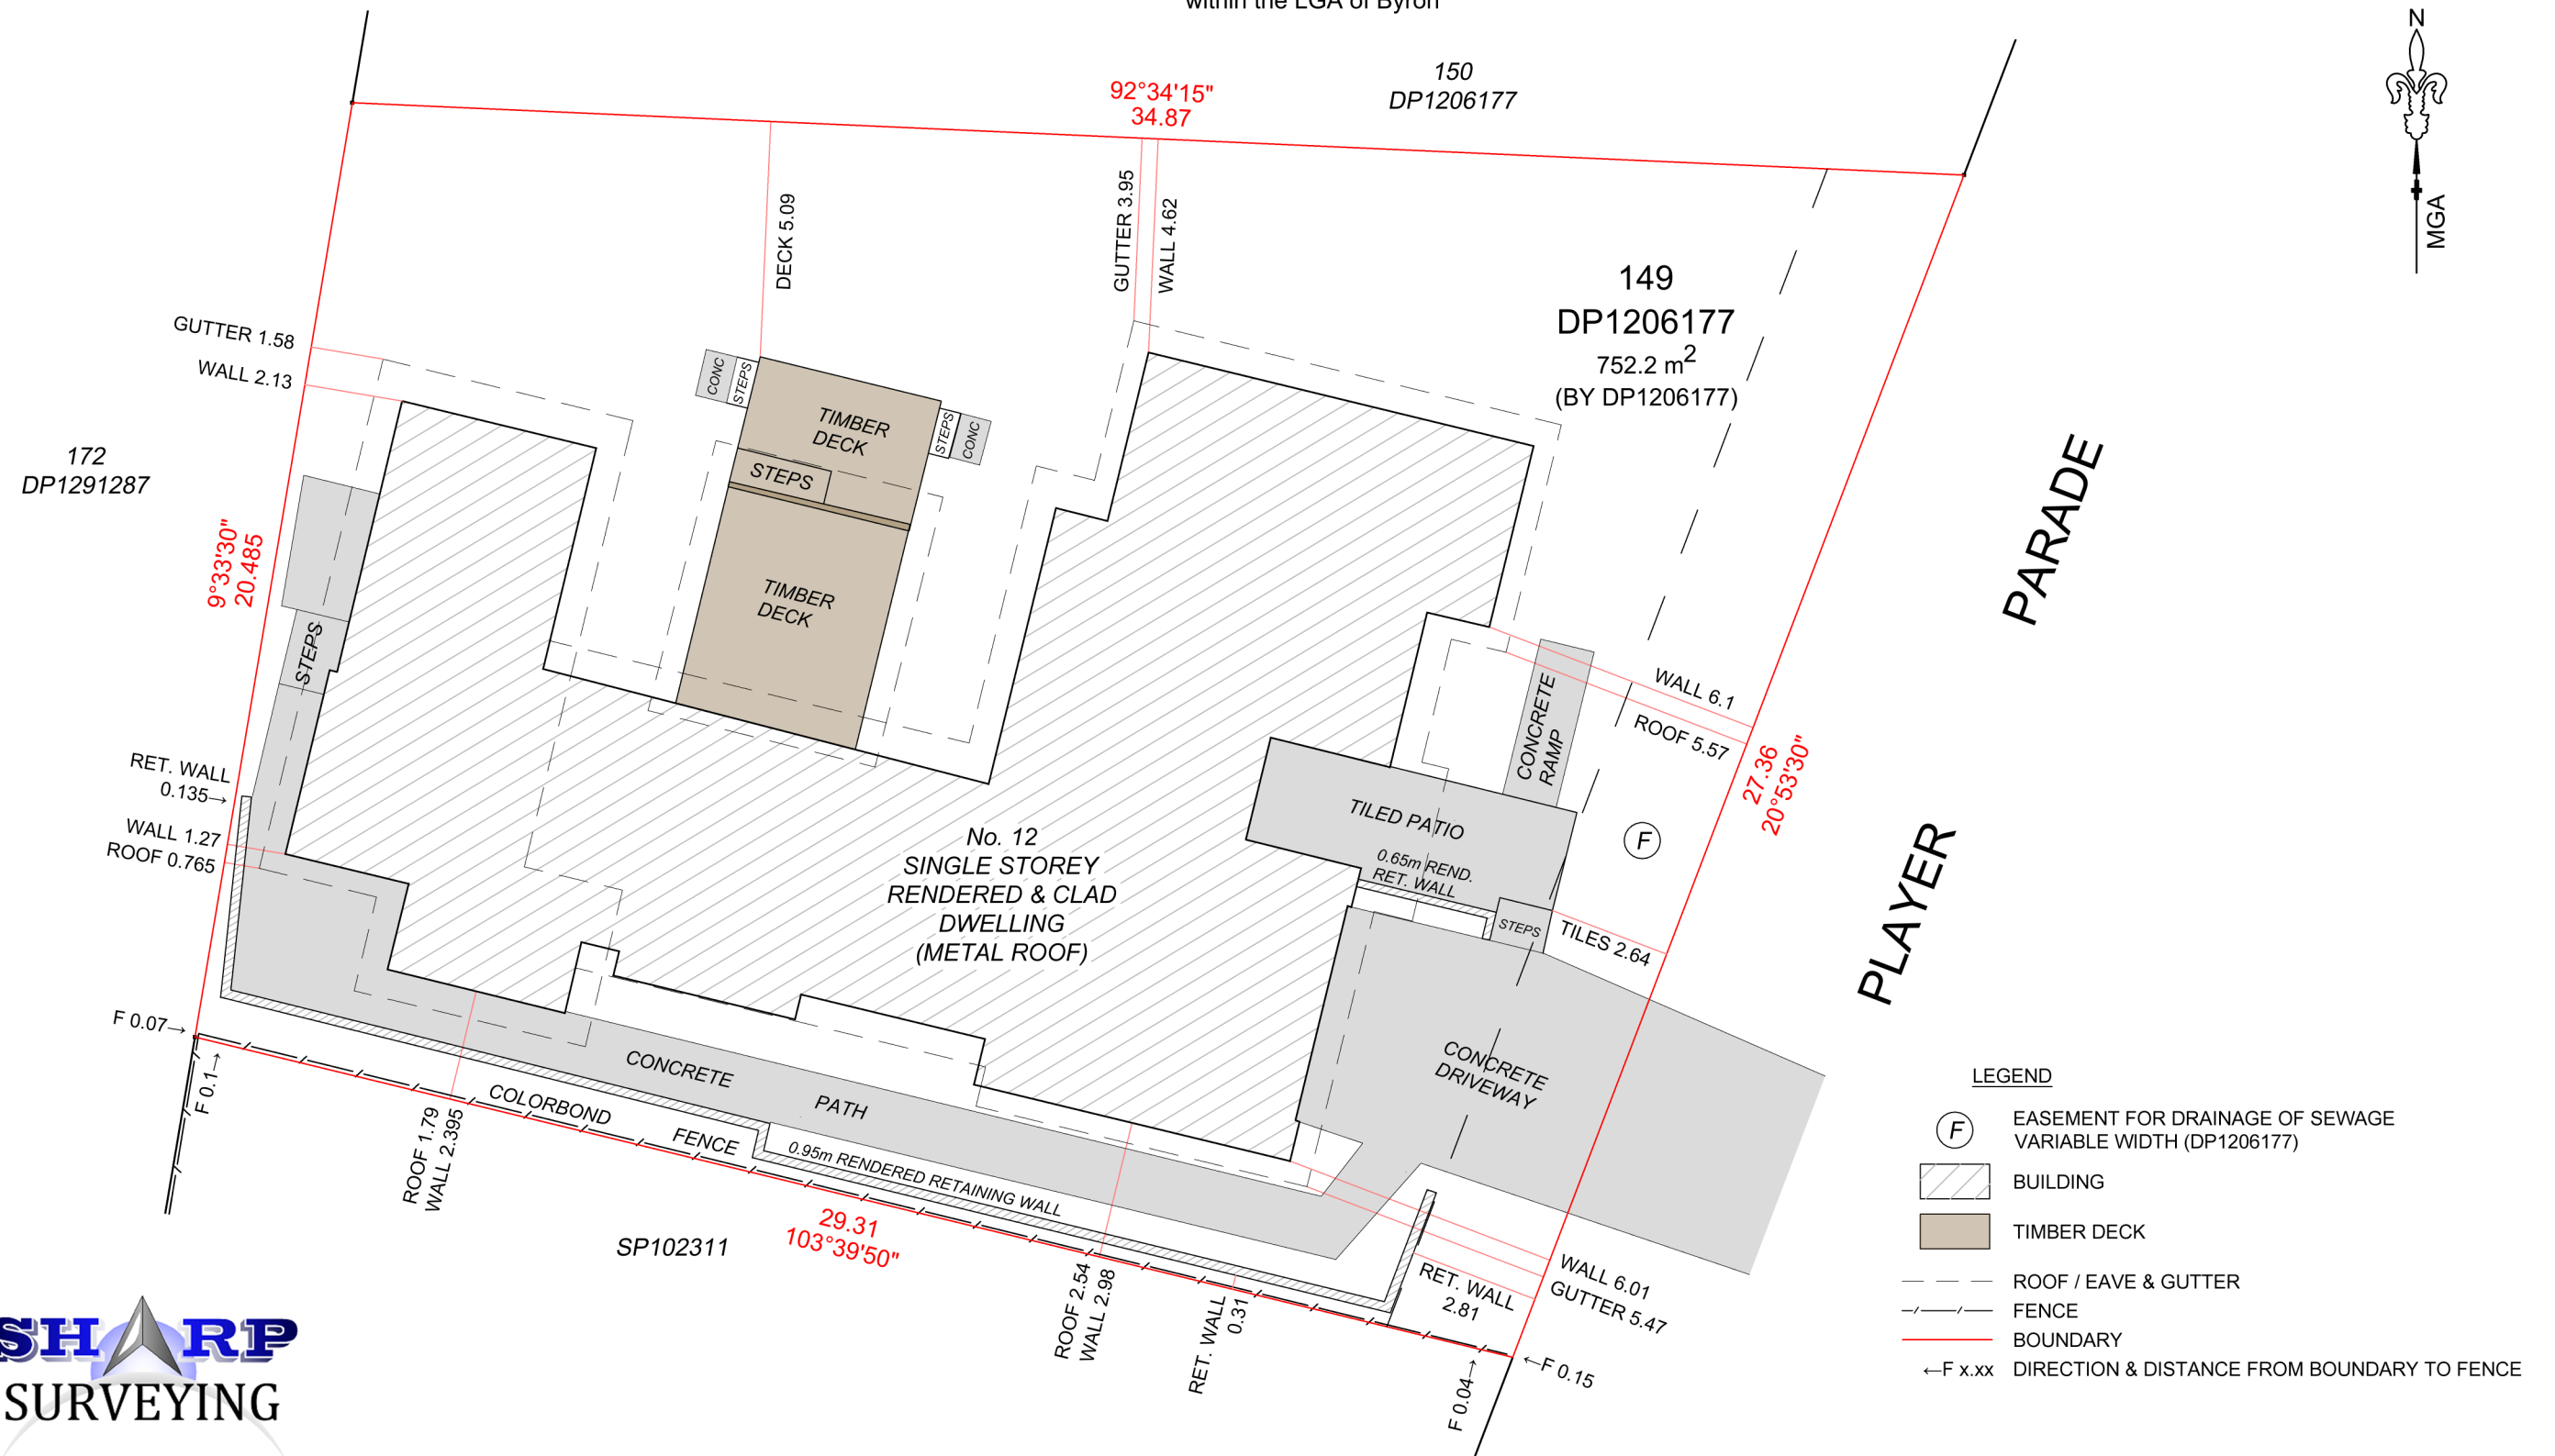 within the LGA of Byron
N
MGA
150
DP1206177
92°34'15"
34.87
DECK 5.09
GUTTER 3.95
WALL 4.62
149
DP1206177
752.2 m²
(BY DP1206177)
GUTTER 1.58
WALL 2.13
172
DP1291287
9°33'30"
20.485
CONC
STEPS
TIMBER
DECK
STEPS
CONC
STEPS
TIMBER
DECK
STEPS
PARADE
PLAYER
WALL 6.1
ROOF 5.57
27.36
20°53'30"
CONCRETE
RAMP
TILED PATIO
0.65m REND.
RET. WALL
STEPS
F
TILES 2.64
RET. WALL
0.135→
WALL 1.27
ROOF 0.765
No. 12
SINGLE STOREY
RENDERED & CLAD
DWELLING
(METAL ROOF)
F 0.07→
F 0.1→
CONCRETE PATH
COLORBOND FENCE
0.95m RENDERED RETAINING WALL
CONCRETE
DRIVEWAY
ROOF 1.79
WALL 2.395
29.31
103°39'50"
SP102311
ROOF 2.54
WALL 2.98
RET. WALL
0.31
RET. WALL
2.81
WALL 6.01
GUTTER 5.47
←F 0.15
F 0.04→
LEGEND
F EASEMENT FOR DRAINAGE OF SEWAGE
VARIABLE WIDTH (DP1206177)
BUILDING
TIMBER DECK
ROOF / EAVE & GUTTER
FENCE
BOUNDARY
←F x.xx DIRECTION & DISTANCE FROM BOUNDARY TO FENCE
SHARP
SURVEYING